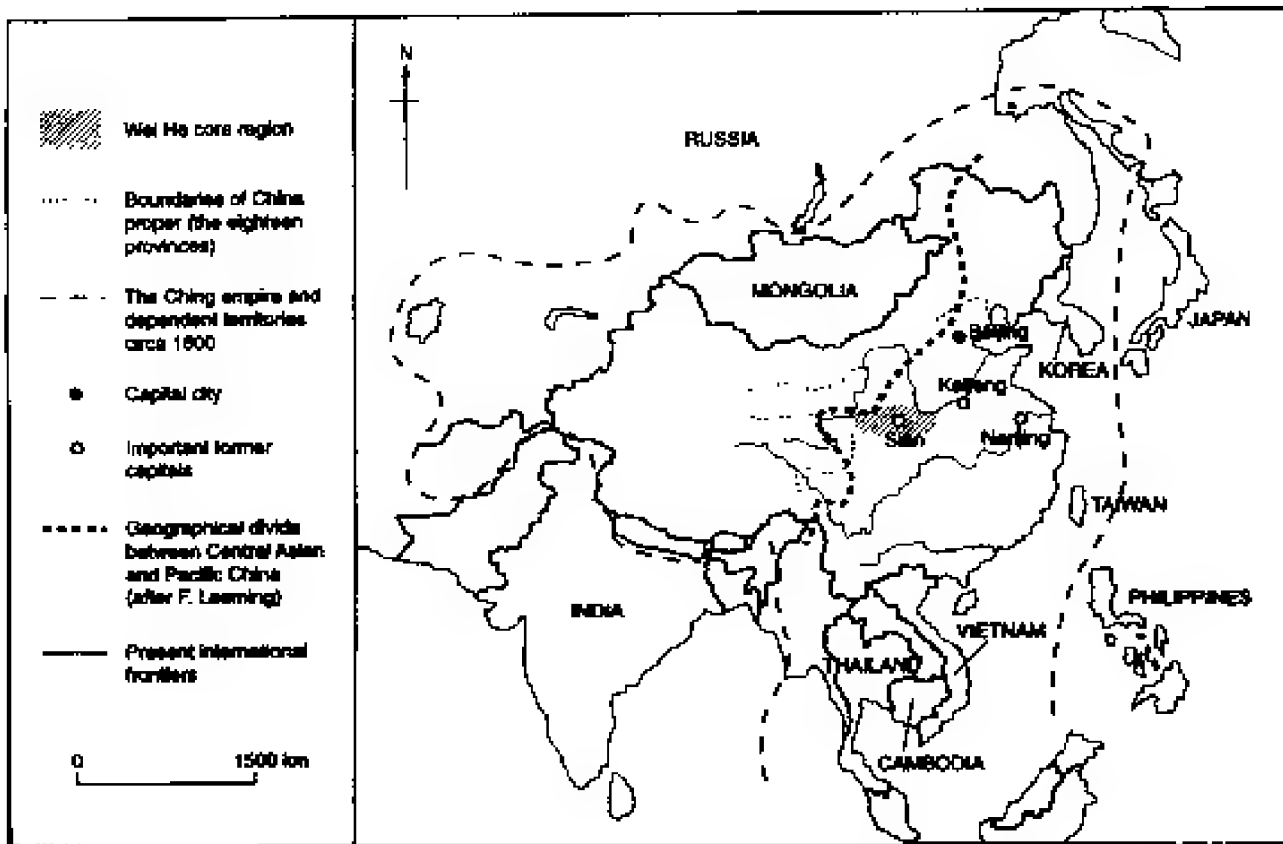 Wei He core region
Boundaries of China
proper (the eighteen
provinces)
The Ching empire and
dependent territories
circa 1800
Capital city
Important former
capitals
Geographical divide
between Central Asian
and Pacific China
(after F. Leeming)
Present international
frontiers
0 1500 km
N
RUSSIA
MONGOLIA
Beijing
JAPAN
KOREA
Kaifeng
Sian
Nanjing
TAIWAN
INDIA
PHILIPPINES
VIETNAM
THAILAND
CAMBODIA